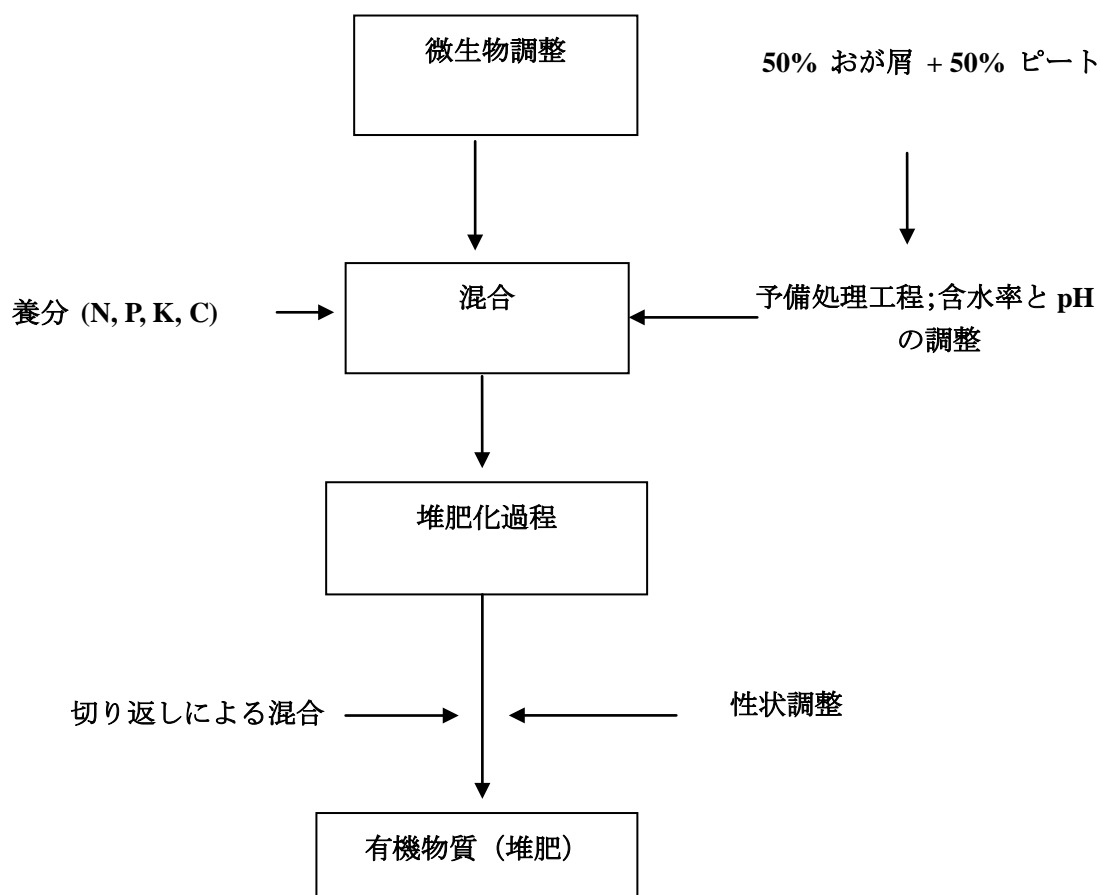 微生物調整
50% おが屑 + 50% ピート
養分 (N, P, K, C)
混合
予備処理工程;含水率と pH
の調整
堆肥化過程
切り返しによる混合
性状調整
有機物質（堆肥）